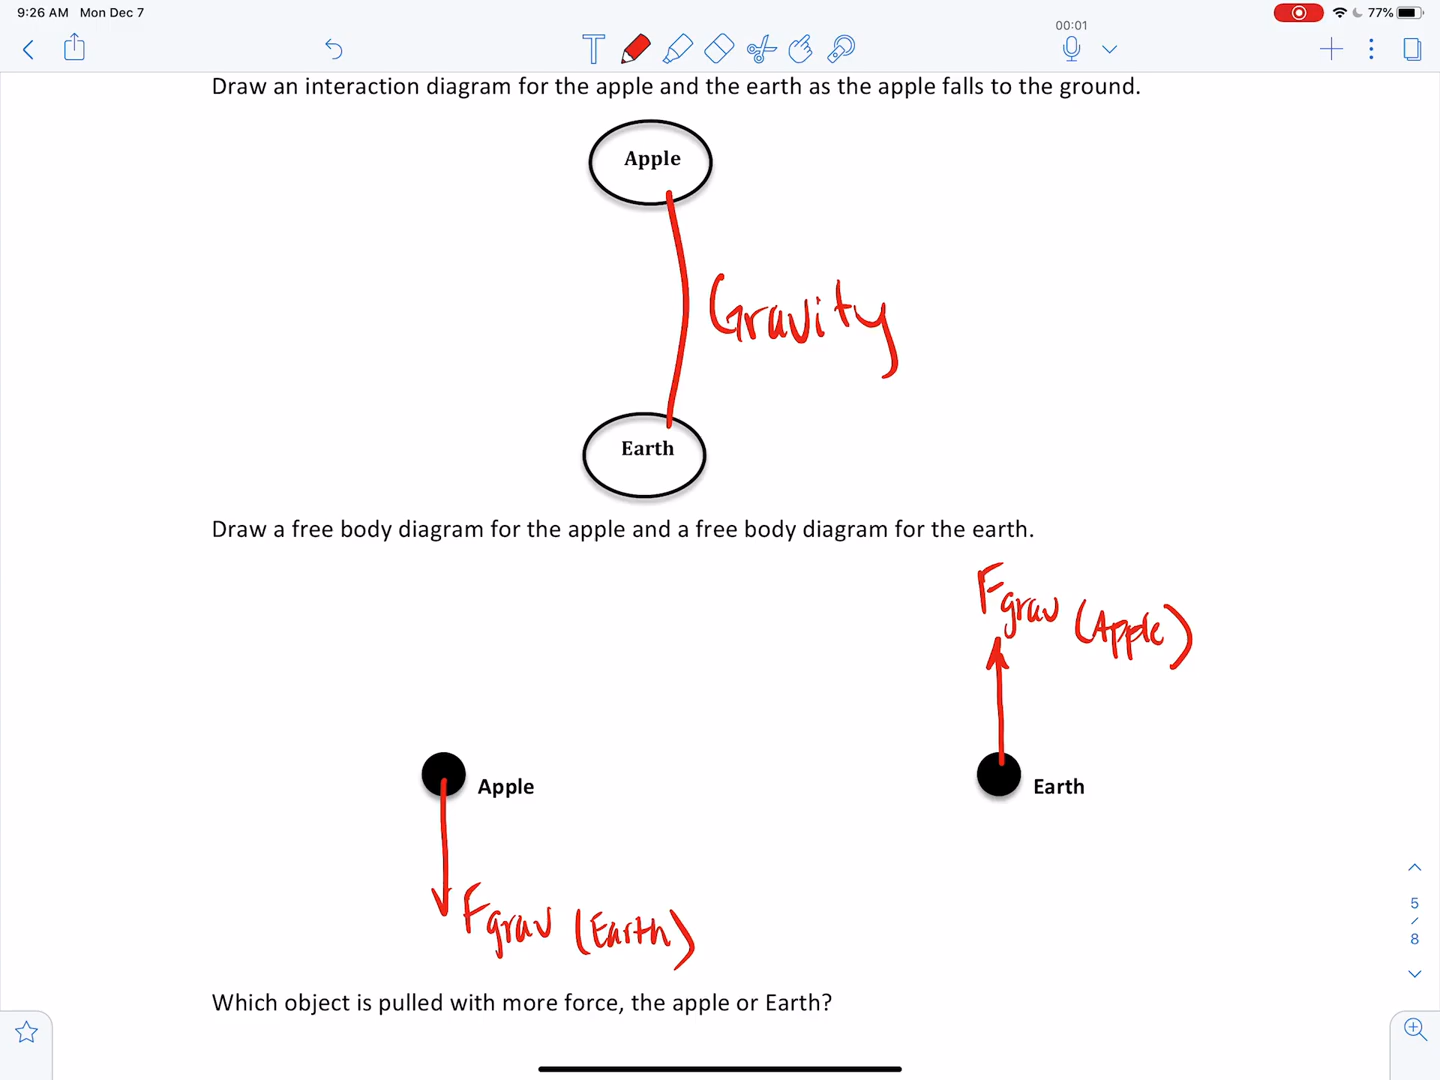 9:26 AM Mon Dec 7
77%
00:01
Draw an interaction diagram for the apple and the earth as the apple falls to the ground.
Apple
Gravity
Earth
Draw a free body diagram for the apple and a free body diagram for the earth.
Fgrav (Apple)
Apple
Earth
Fgrav (Earth)
5
/
8
Which object is pulled with more force, the apple or Earth?